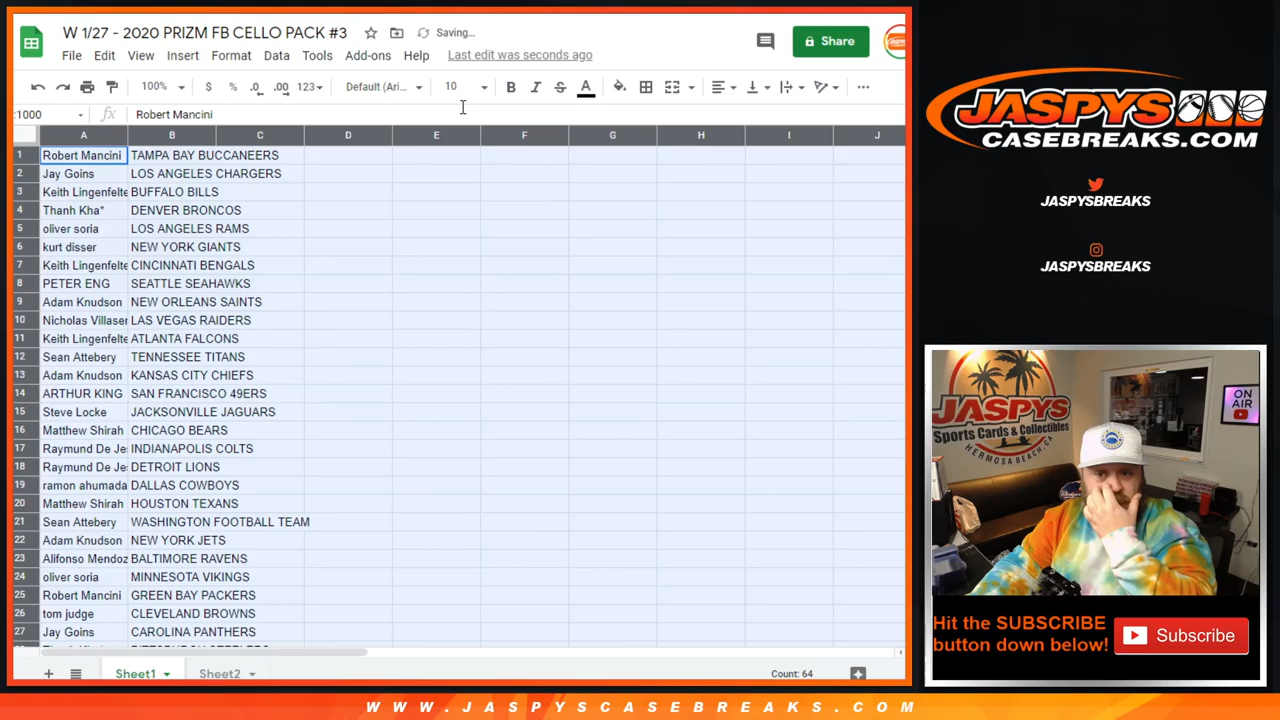 W 1/27 - 2020 PRIZM FB CELLO PACK #3
Saving...
File Edit View Insert Format Data Tools Add-ons Help Last edit was seconds ago
Share
100% $ % .0 .00 123 Default (Ari... 10 B I S A
:1000 fx Robert Mancini
A B C D E F G H I J
1 Robert Mancini TAMPA BAY BUCCANEERS
2 Jay Goins LOS ANGELES CHARGERS
3 Keith Lingenfelte BUFFALO BILLS
4 Thanh Kha* DENVER BRONCOS
5 oliver soria LOS ANGELES RAMS
6 kurt disser NEW YORK GIANTS
7 Keith Lingenfelte CINCINNATI BENGALS
8 PETER ENG SEATTLE SEAHAWKS
9 Adam Knudson NEW ORLEANS SAINTS
10 Nicholas Villaser LAS VEGAS RAIDERS
11 Keith Lingenfelte ATLANTA FALCONS
12 Sean Attebery TENNESSEE TITANS
13 Adam Knudson KANSAS CITY CHIEFS
14 ARTHUR KING SAN FRANCISCO 49ERS
15 Steve Locke JACKSONVILLE JAGUARS
16 Matthew Shirah CHICAGO BEARS
17 Raymund De Je INDIANAPOLIS COLTS
18 Raymund De Je DETROIT LIONS
19 ramon ahumada DALLAS COWBOYS
20 Matthew Shirah HOUSTON TEXANS
21 Sean Attebery WASHINGTON FOOTBALL TEAM
22 Adam Knudson NEW YORK JETS
23 Alifonso Mendoz BALTIMORE RAVENS
24 oliver soria MINNESOTA VIKINGS
25 Robert Mancini GREEN BAY PACKERS
26 tom judge CLEVELAND BROWNS
27 Jay Goins CAROLINA PANTHERS
Sheet1 Sheet2 Count: 64
JASPYS
CASEBREAKS.COM
JASPYSBREAKS
JASPYSBREAKS
JASPYS
Sports Cards & Collectibles
HERMOSA BEACH, CA
ON AIR
Hit the SUBSCRIBE
button down below!
Subscribe
WWW.JASPYSCASEBREAKS.COM